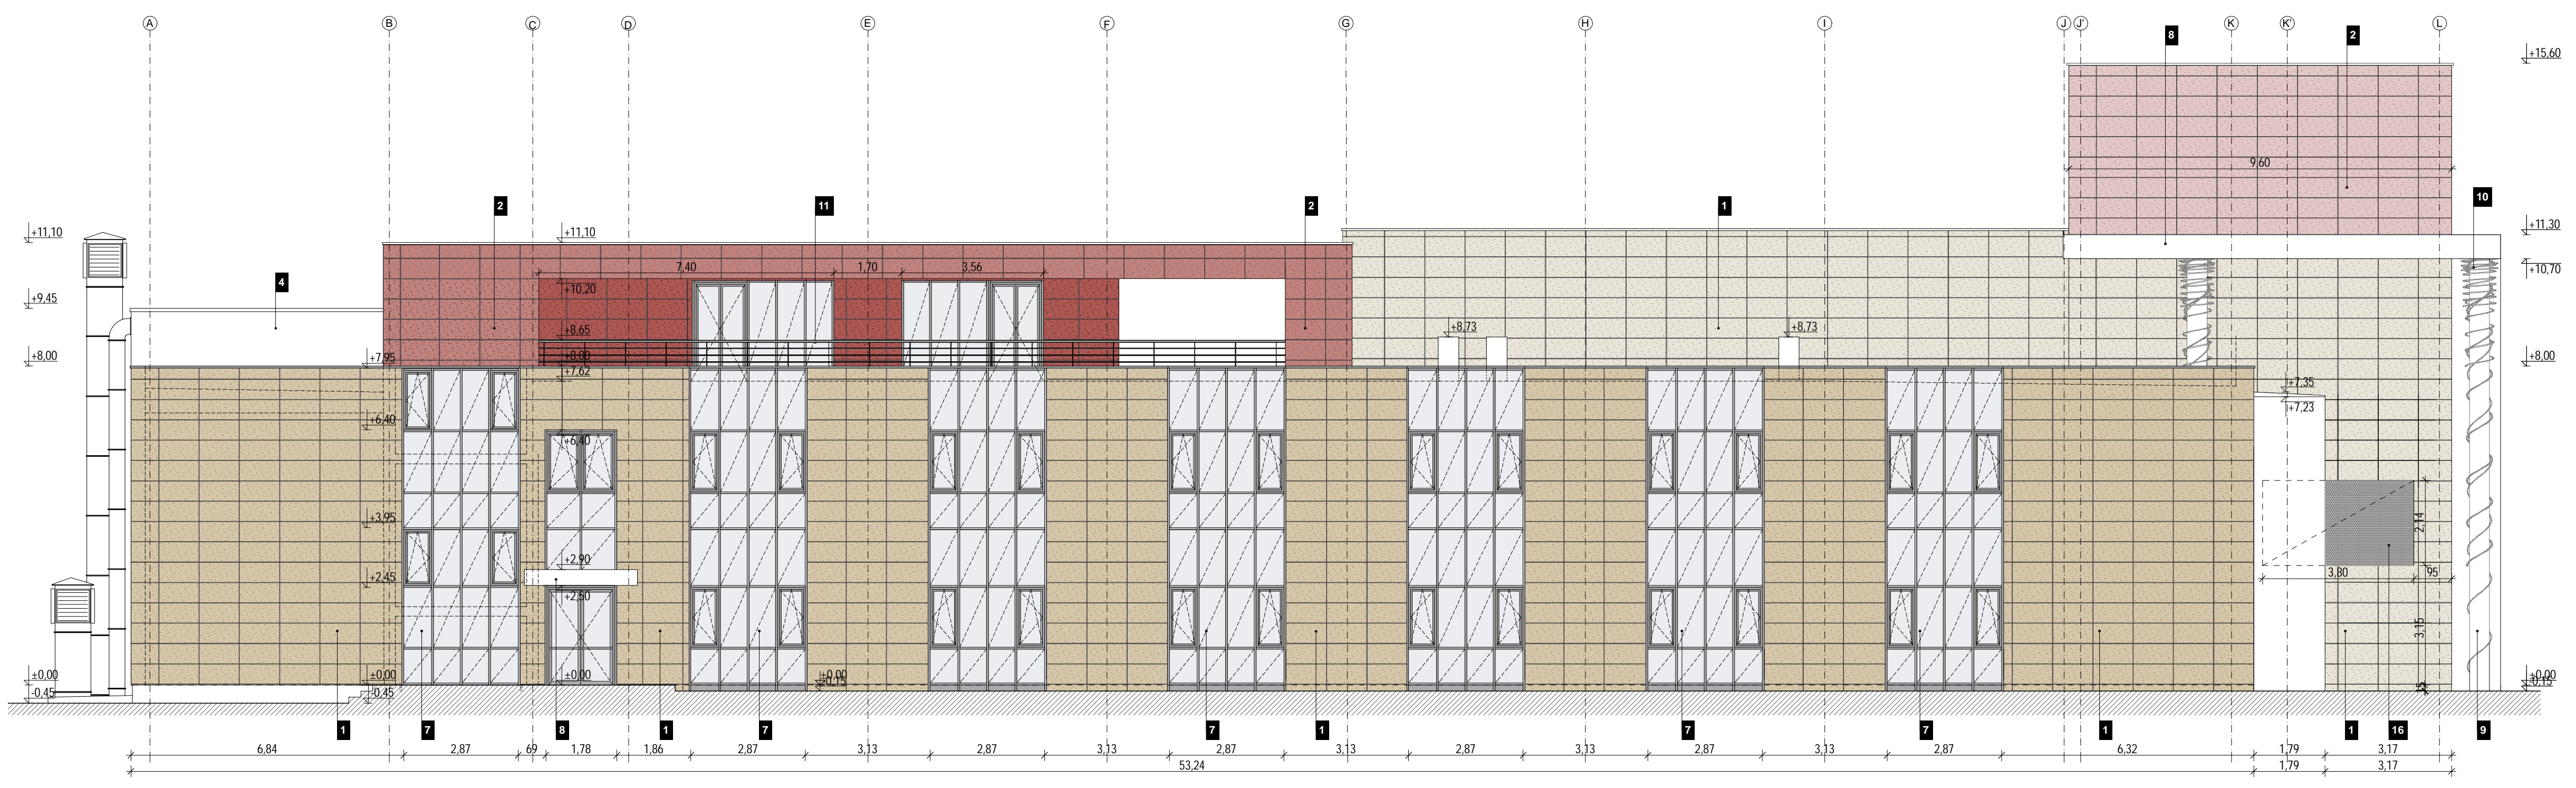 A B C D E F G H I J J' K K' L
8 2
+15,60
9,60
2 11 2 1 10
+11,10 +11,10 +11,30
7,40 1,70 3,56
4
+10,20 +10,70
+9,45
+8,65 +8,73 +8,73
+8,00 +7,95 +8,00 +8,00
+7,62
+7,35
+7,23
+6,40 +6,40
+3,95
2,14
+2,90
+2,45 +2,50
3,80 95
3,15
±0,00 ±0,00 ±0,00 ±0,00 ±0,00
-0,45 -0,45 -0,15 15 -0,15
1 7 8 1 7 7 1 7 7 1 1 16 9
6,84 2,87 69 1,78 1,86 2,87 3,13 2,87 3,13 2,87 3,13 2,87 3,13 2,87 3,13 2,87 6,32 1,79 3,17
53,24 1,79 3,17